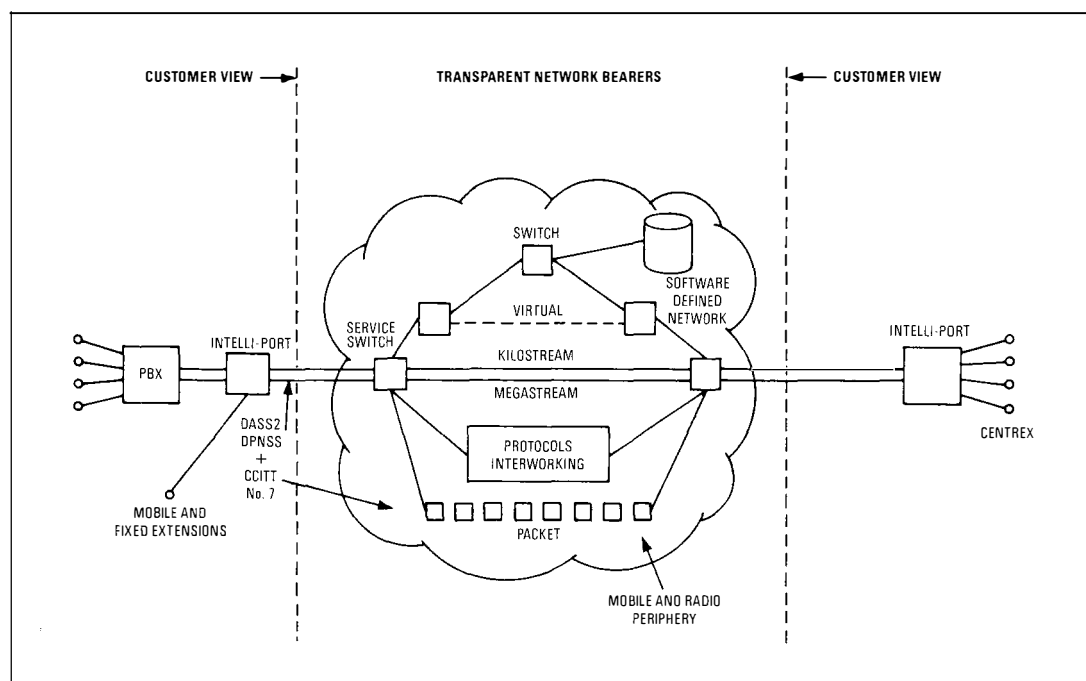 CUSTOMER VIEW
TRANSPARENT NETWORK BEARERS
CUSTOMER VIEW
SWITCH
SOFTWARE
DEFINED
NETWORK
VIRTUAL
SERVICE
SWITCH
INTELLI-PORT
INTELLI-PORT
PBX
KILOSTREAM
MEGASTREAM
DASS2
DPNSS
+
CCITT
No. 7
PROTOCOLS
INTERWORKING
CENTREX
MOBILE AND
FIXED EXTENSIONS
PACKET
MOBILE AND RADIO
PERIPHERY